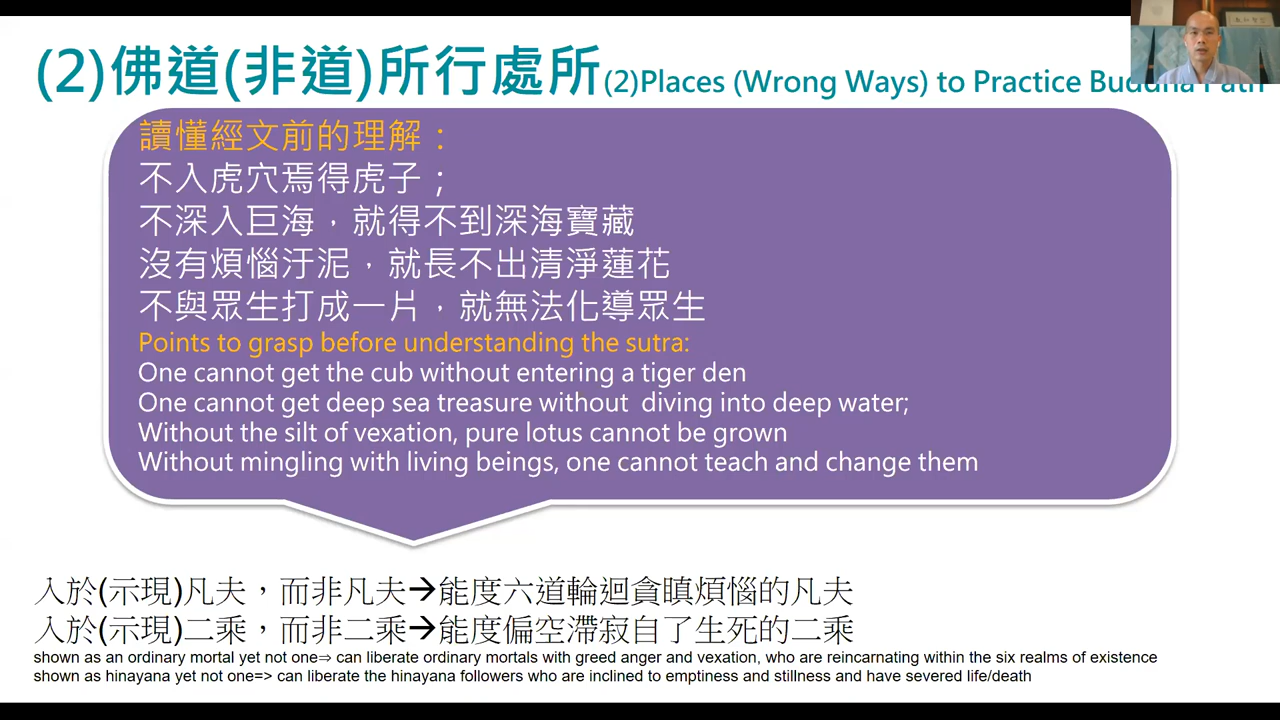 (2)佛道(非道)所行處所(2)Places (Wrong Ways) to Practice Buddha Path
讀懂經文前的理解：
不入虎穴焉得虎子；
不深入巨海，就得不到深海寶藏
沒有煩惱汙泥，就長不出清淨蓮花
不與眾生打成一片，就無法化導眾生
Points to grasp before understanding the sutra:
One cannot get the cub without entering a tiger den
One cannot get deep sea treasure without diving into deep water;
Without the silt of vexation, pure lotus cannot be grown
Without mingling with living beings, one cannot teach and change them
入於(示現)凡夫，而非凡夫→能度六道輪迴貪瞋煩惱的凡夫
入於(示現)二乘，而非二乘→能度偏空滯寂自了生死的二乘
shown as an ordinary mortal yet not one⇒ can liberate ordinary mortals with greed anger and vexation, who are reincarnating within the six realms of existence
shown as hinayana yet not one=> can liberate the hinayana followers who are inclined to emptiness and stillness and have severed life/death